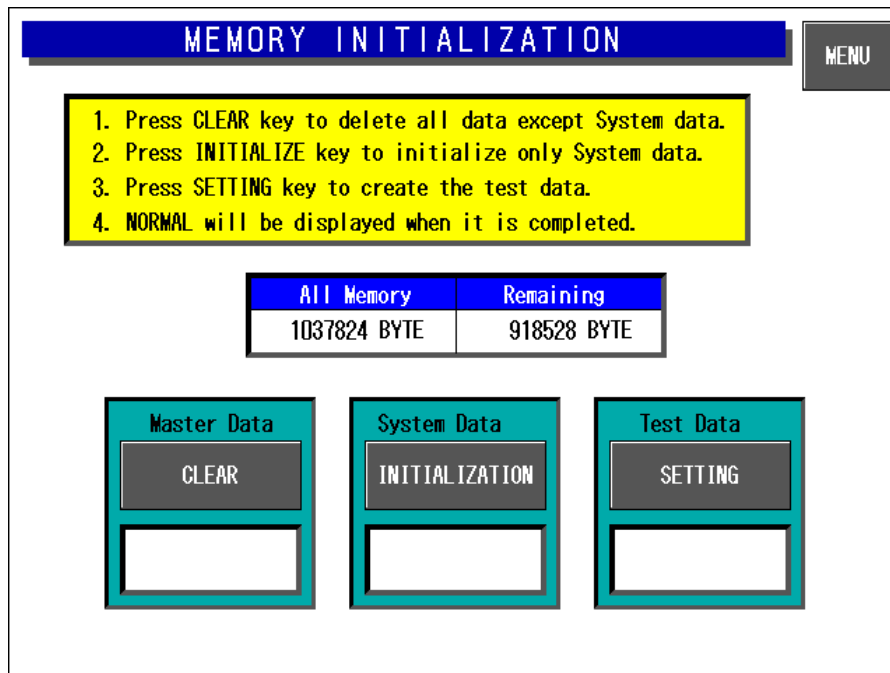 MEMORY INITIALIZATION
MENU
1. Press CLEAR key to delete all data except System data.
2. Press INITIALIZE key to initialize only System data.
3. Press SETTING key to create the test data.
4. NORMAL will be displayed when it is completed.
All Memory Remaining
1037824 BYTE 918528 BYTE
Master Data System Data Test Data
CLEAR INITIALIZATION SETTING